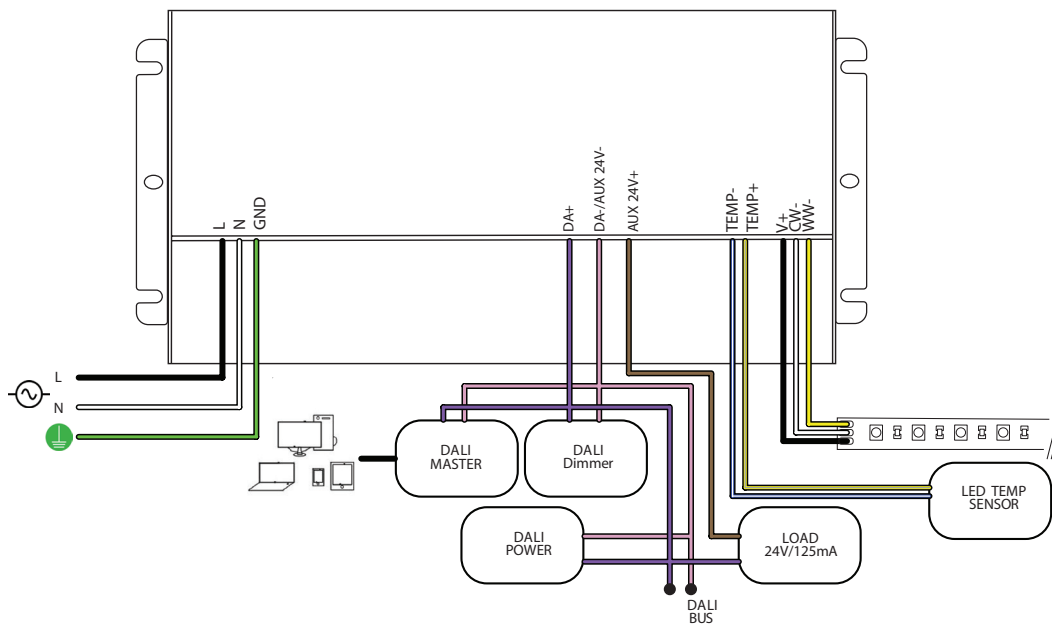 L
N
GND
DA+
DA-/AUX 24V-
AUX 24V+
TEMP-
TEMP+
V+
CW-
WW-
L
N
DALI
MASTER
DALI
Dimmer
LED TEMP
SENSOR
DALI
POWER
LOAD
24V/125mA
DALI
BUS